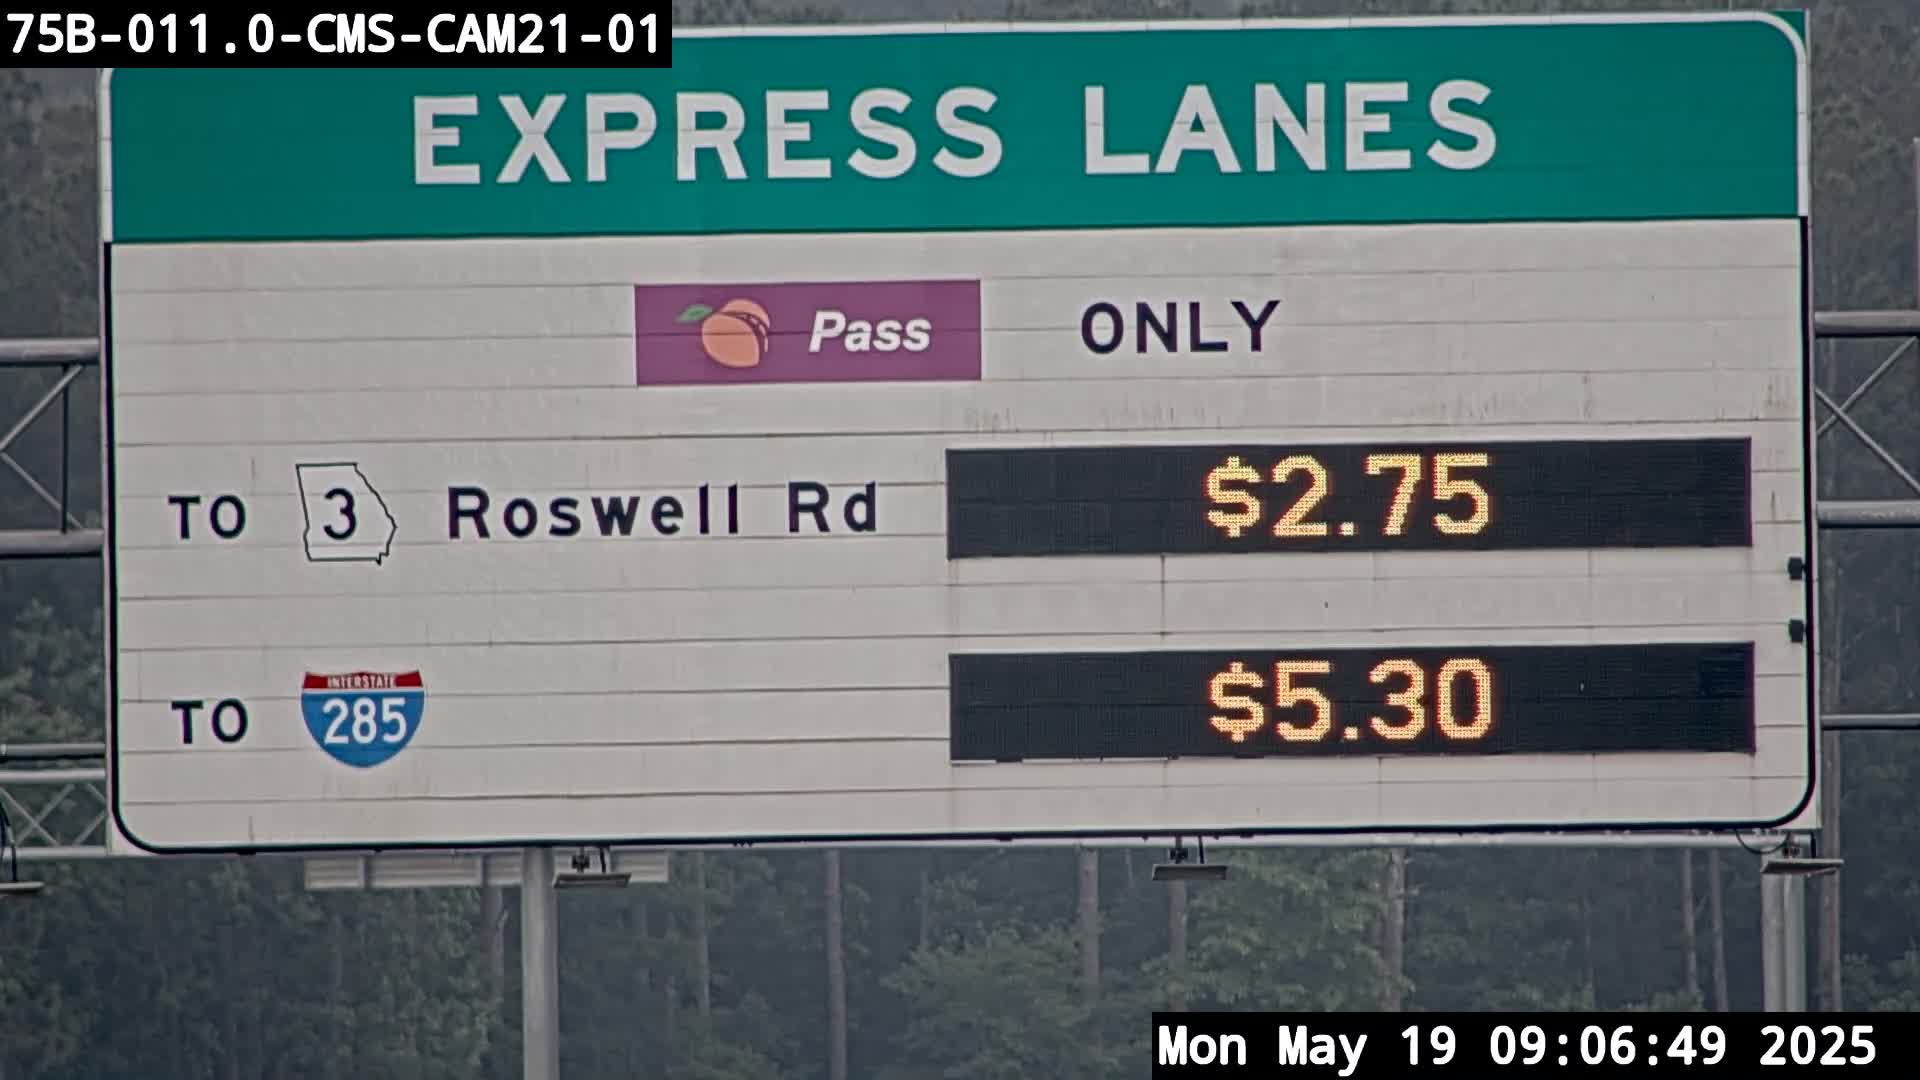 75B-011.0-CMS-CAM21-01
EXPRESS LANES
Pass ONLY
TO 3 Roswell Rd $2.75
INTERSTATE
TO 285 $5.30
Mon May 19 09:06:49 2025